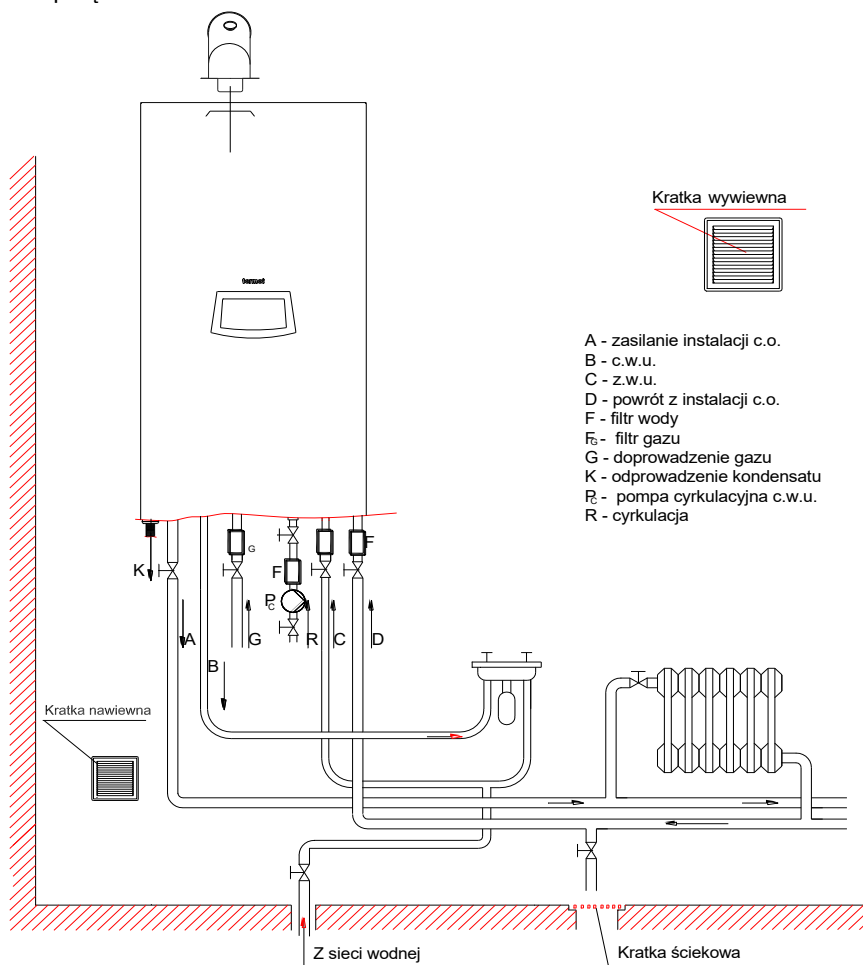 termet
Kratka wywiewna
A - zasilanie instalacji c.o.
B - c.w.u.
C - z.w.u.
D - powrót z instalacji c.o.
F - filtr wody
FG - filtr gazu
G - doprowadzenie gazu
K - odprowadzenie kondensatu
PC - pompa cyrkulacyjna c.w.u.
R - cyrkulacja
G
F
F
K
PC
A
G
R
C
D
B
Kratka nawiewna
Z sieci wodnej
Kratka ściekowa